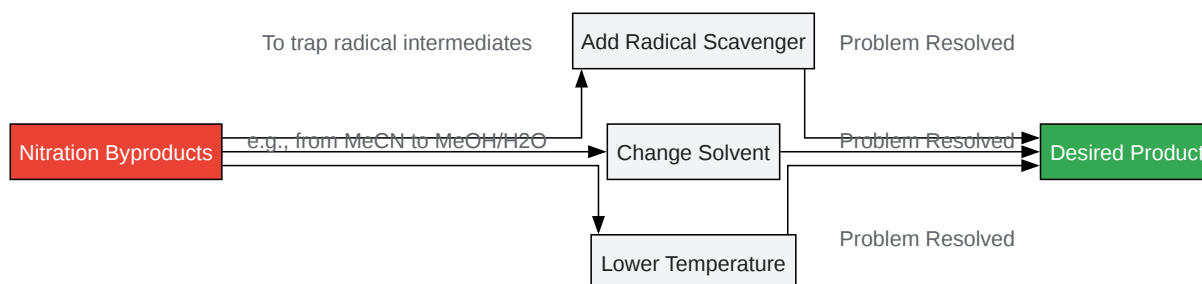 To trap radical intermediates
Add Radical Scavenger
Problem Resolved
Nitration Byproducts
e.g., from MeCN to MeOH/H2O
Change Solvent
Problem Resolved
Desired Product
Lower Temperature
Problem Resolved